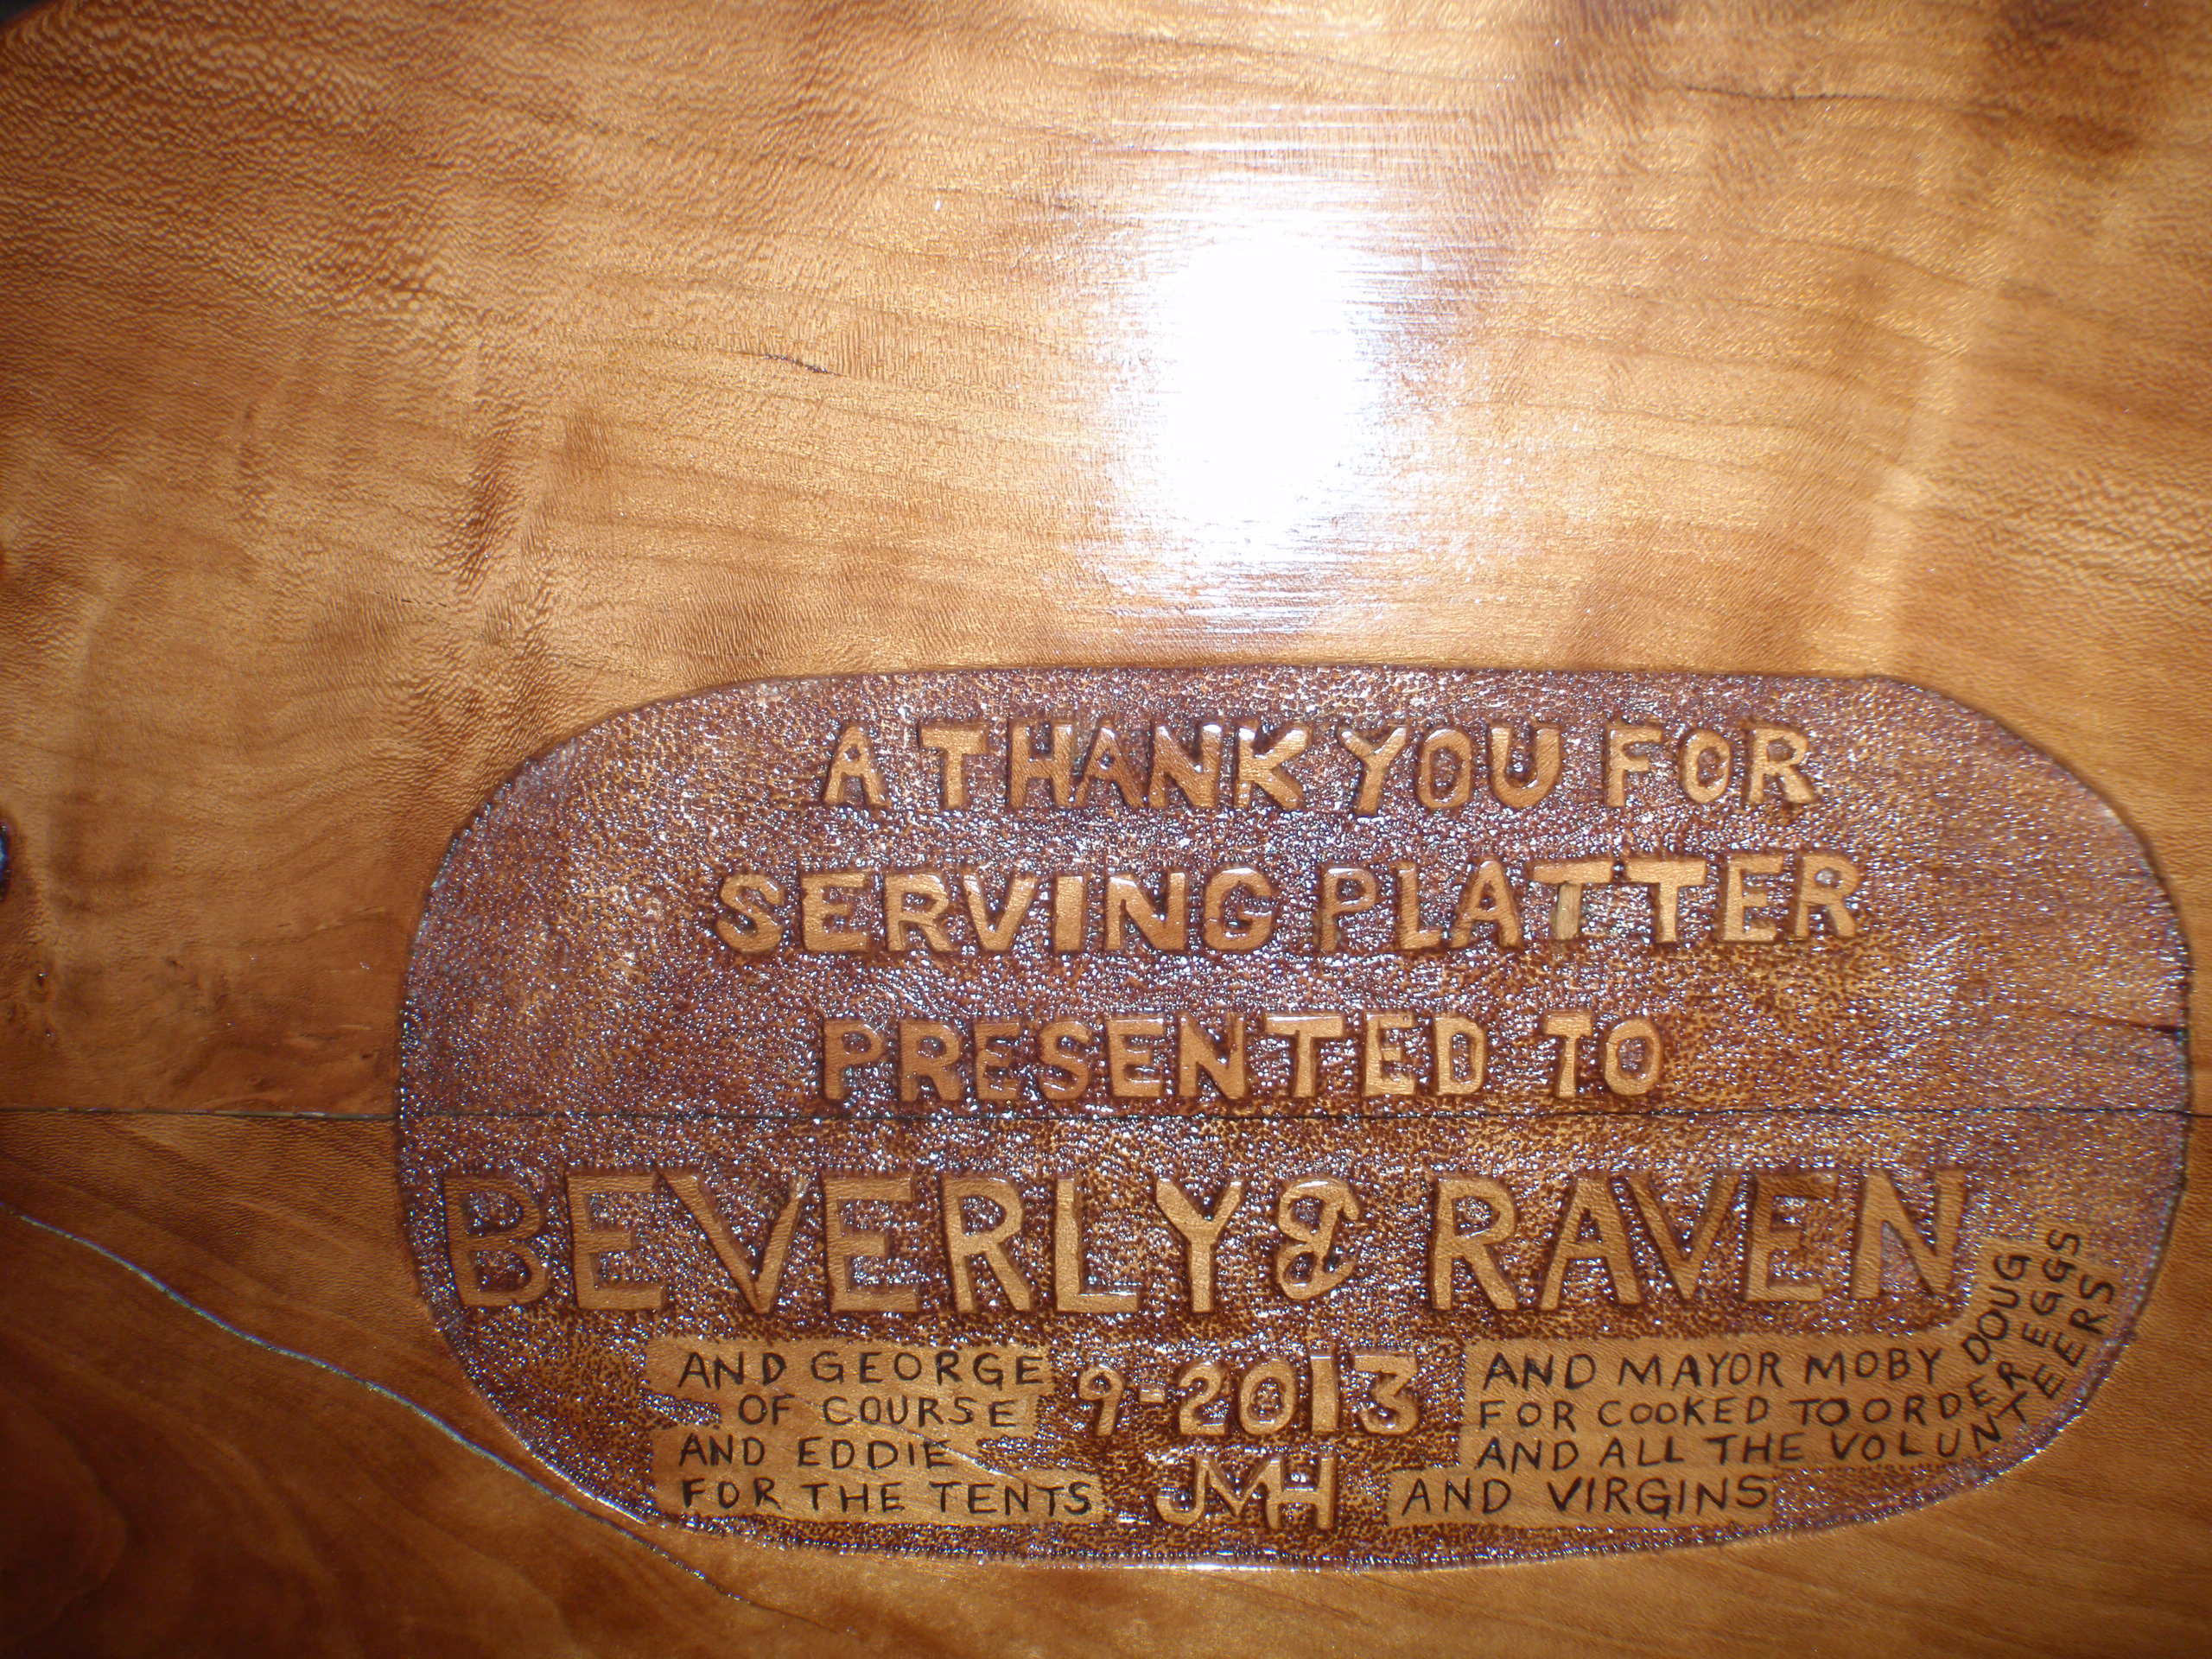 A THANK YOU FOR
SERVING PLATTER
PRESENTED TO
BEVERLY & RAVEN
AND GEORGE
OF COURSE
AND EDDIE
FOR THE TENTS
9-2013
JMH
AND MAYOR MOBY DOUG
FOR COOKED TO ORDER EGGS
AND ALL THE VOLUNTEERS
AND VIRGINS